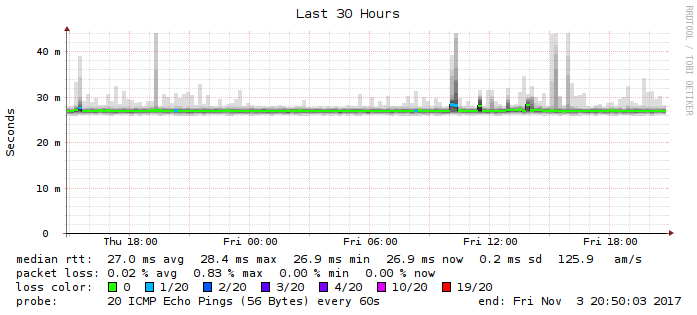 Last 30 Hours
RRDTOOL / TOBI OETIKER
Seconds
40 m
30 m
20 m
10 m
0
Thu 18:00 Fri 00:00 Fri 06:00 Fri 12:00 Fri 18:00
median rtt: 27.0 ms avg 28.4 ms max 26.9 ms min 26.9 ms now 0.2 ms sd 125.9 am/s
packet loss: 0.02 % avg 0.83 % max 0.00 % min 0.00 % now
loss color: 0 1/20 2/20 3/20 4/20 10/20 19/20
probe: 20 ICMP Echo Pings (56 Bytes) every 60s end: Fri Nov 3 20:50:03 2017